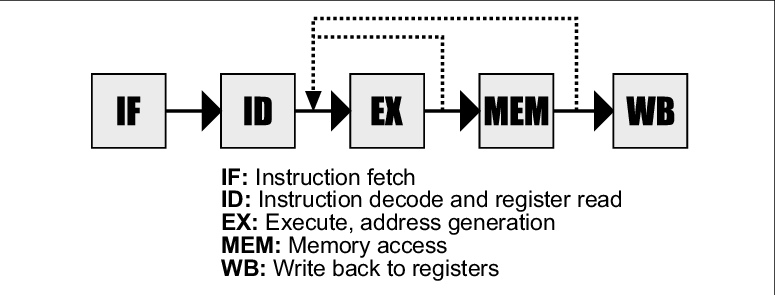 IF ID EX MEM WB
IF: Instruction fetch
ID: Instruction decode and register read
EX: Execute, address generation
MEM: Memory access
WB: Write back to registers